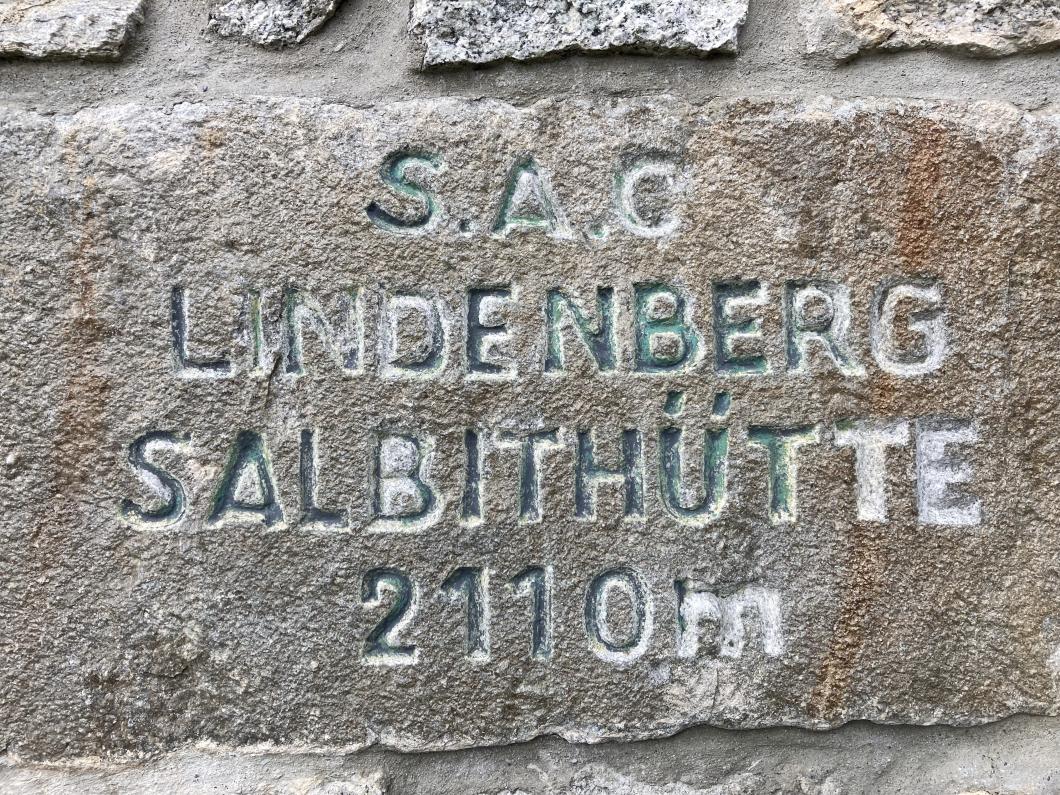 S.A.C
LINDENBERG
SALBITHÜTTE
2110m